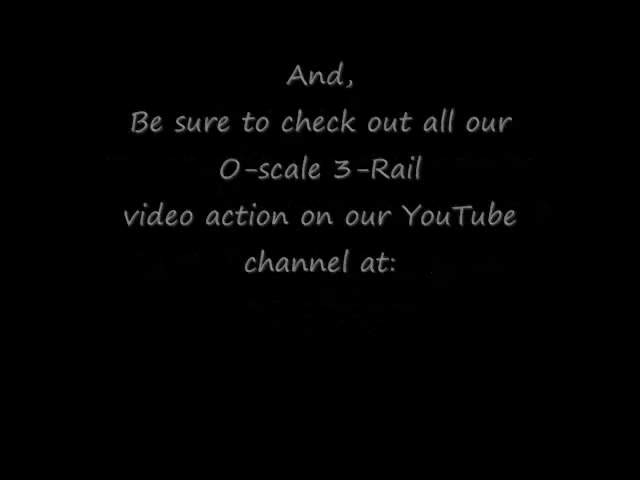 And,
Be sure to check out all our
O-scale 3-Rail
video action on our YouTube
channel at: